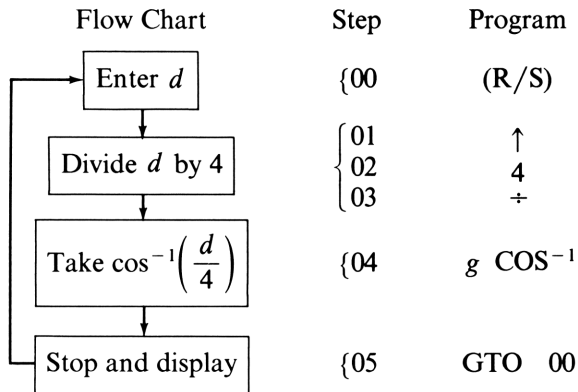 Flow Chart Step Program
Enter d {00 (R/S)
01 ↑
Divide d by 4 02 4
03 ÷
Take cos⁻¹(d/4) {04 g COS⁻¹
Stop and display {05 GTO 00